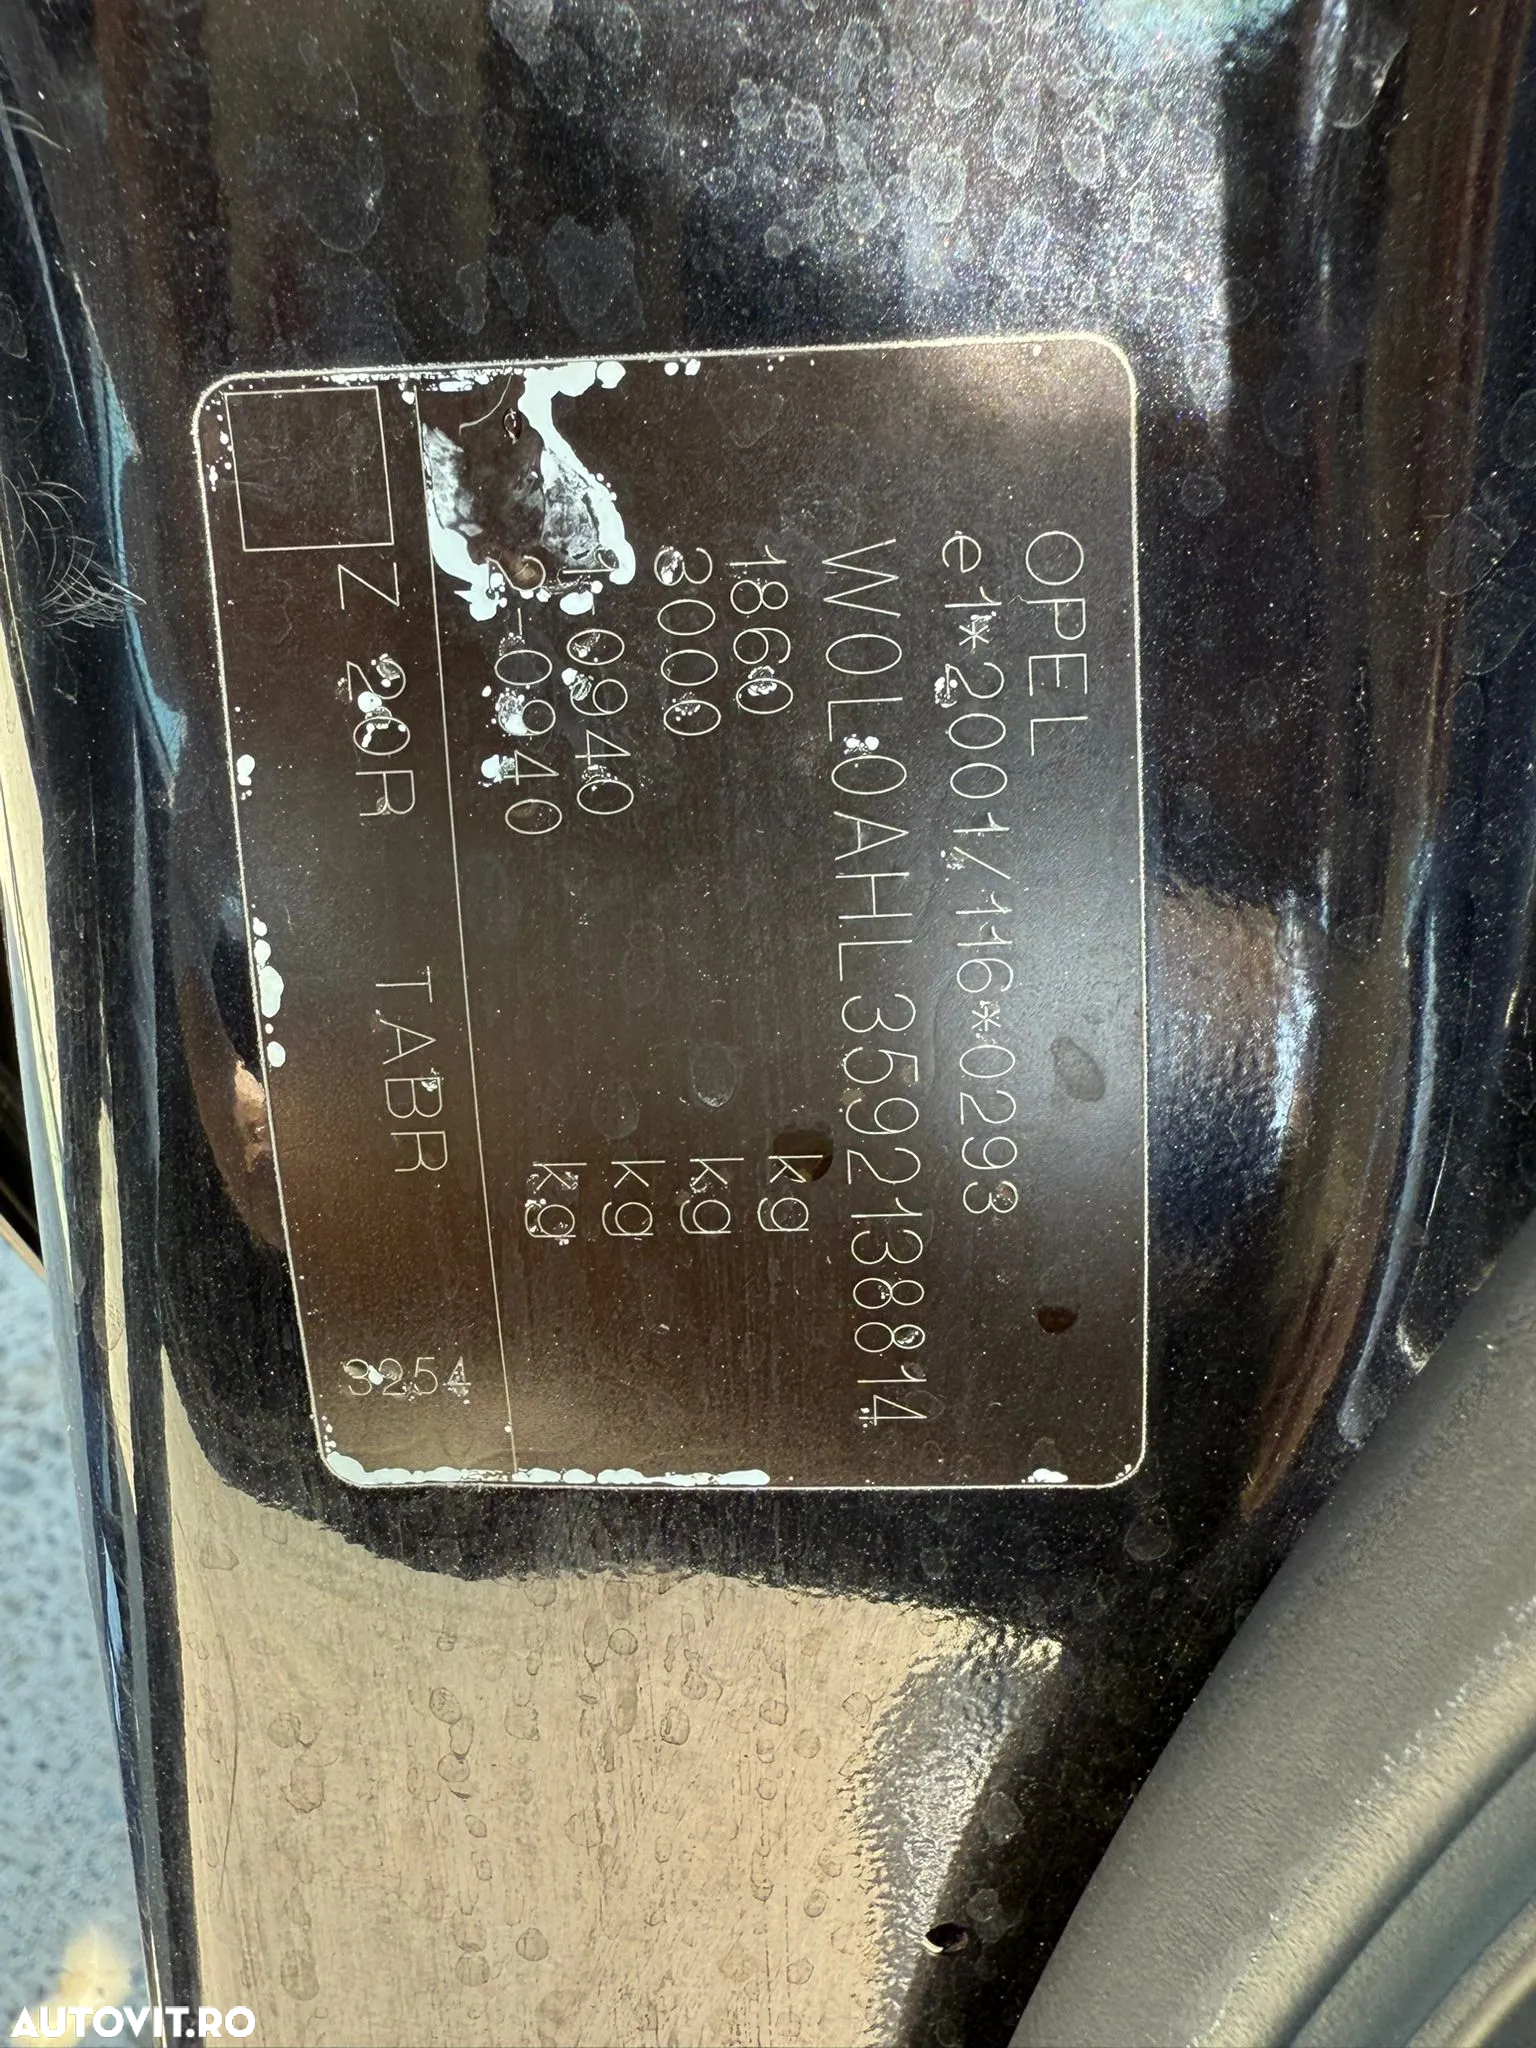 OPEL
e1*2001/116*0293
W0L0AHL3592138814
1860 kg
3000 kg
1-0940 kg
2-0940 kg
Z 20R TABR 3254
AUTOVIT.RO